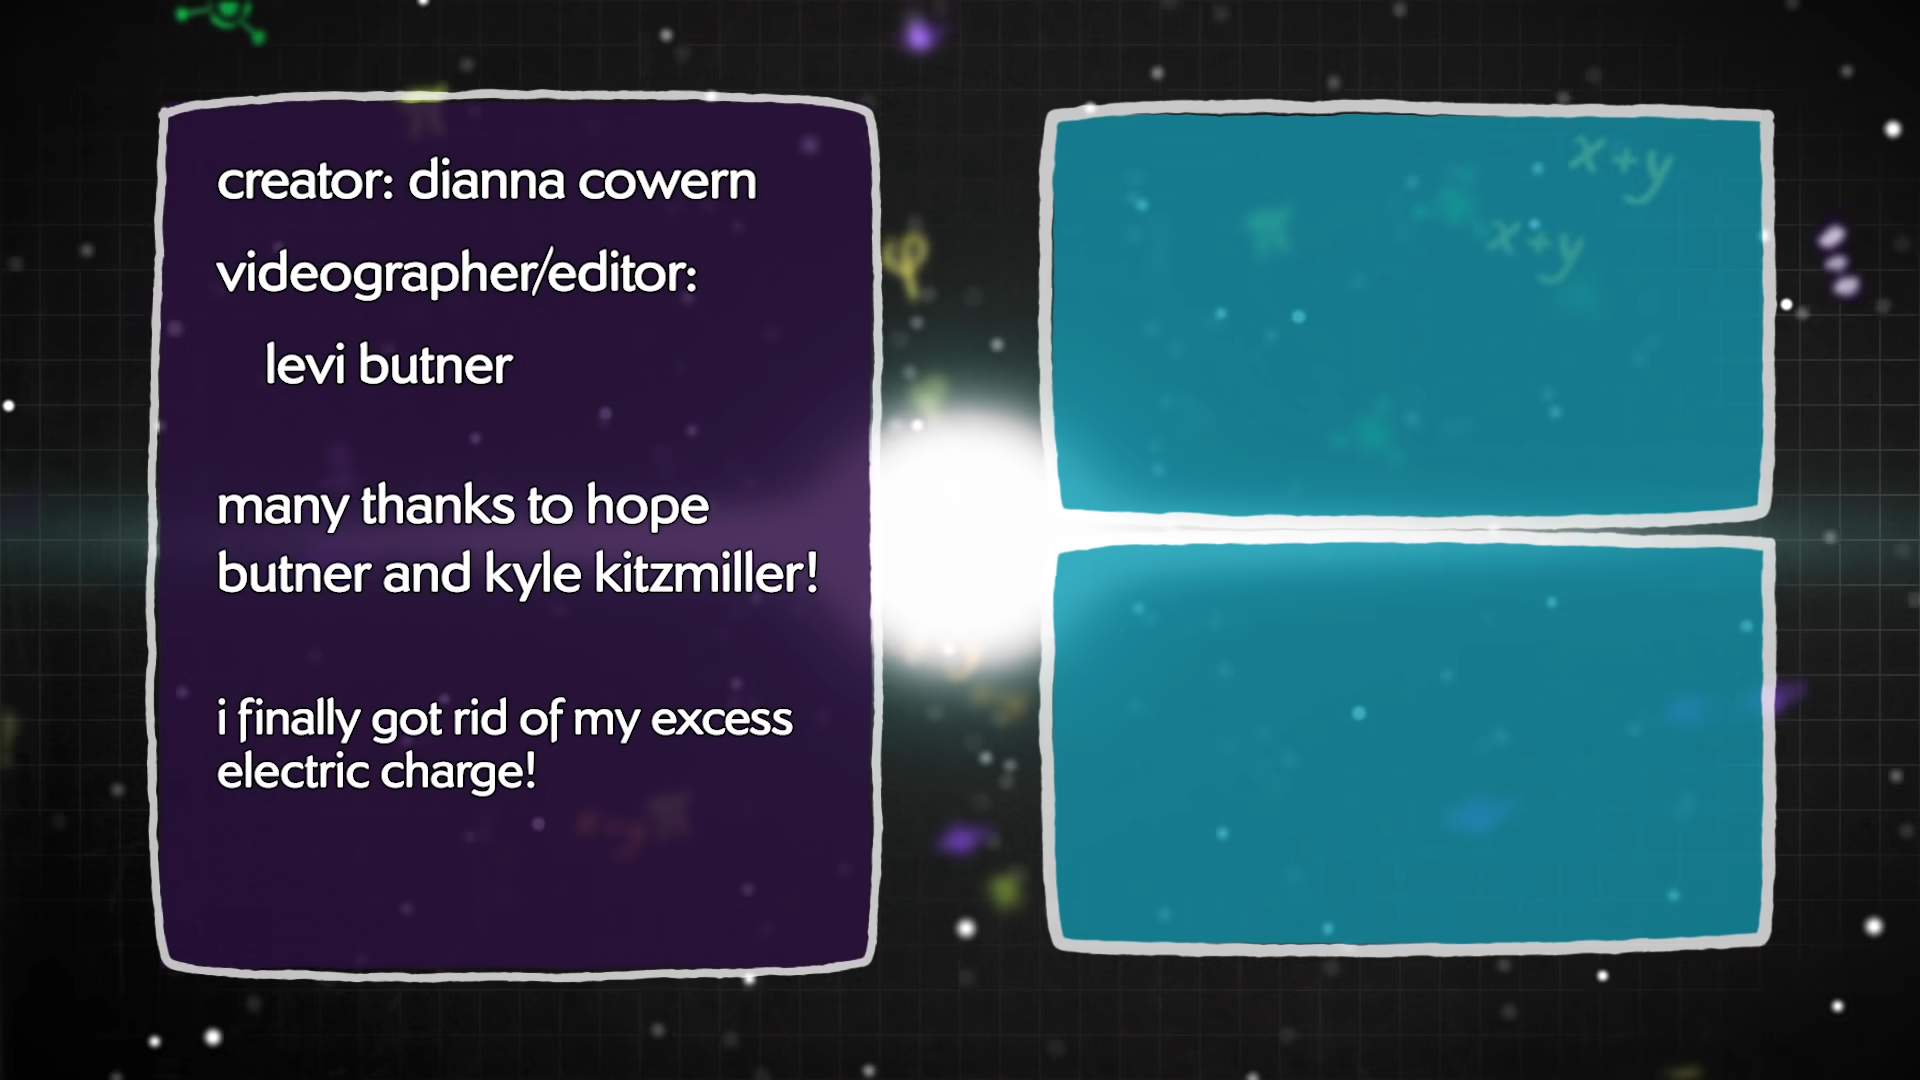 creator: dianna cowern
videographer/editor:
levi butner
many thanks to hope
butner and kyle kitzmiller!
i finally got rid of my excess
electric charge!
x+y
x+y
φ